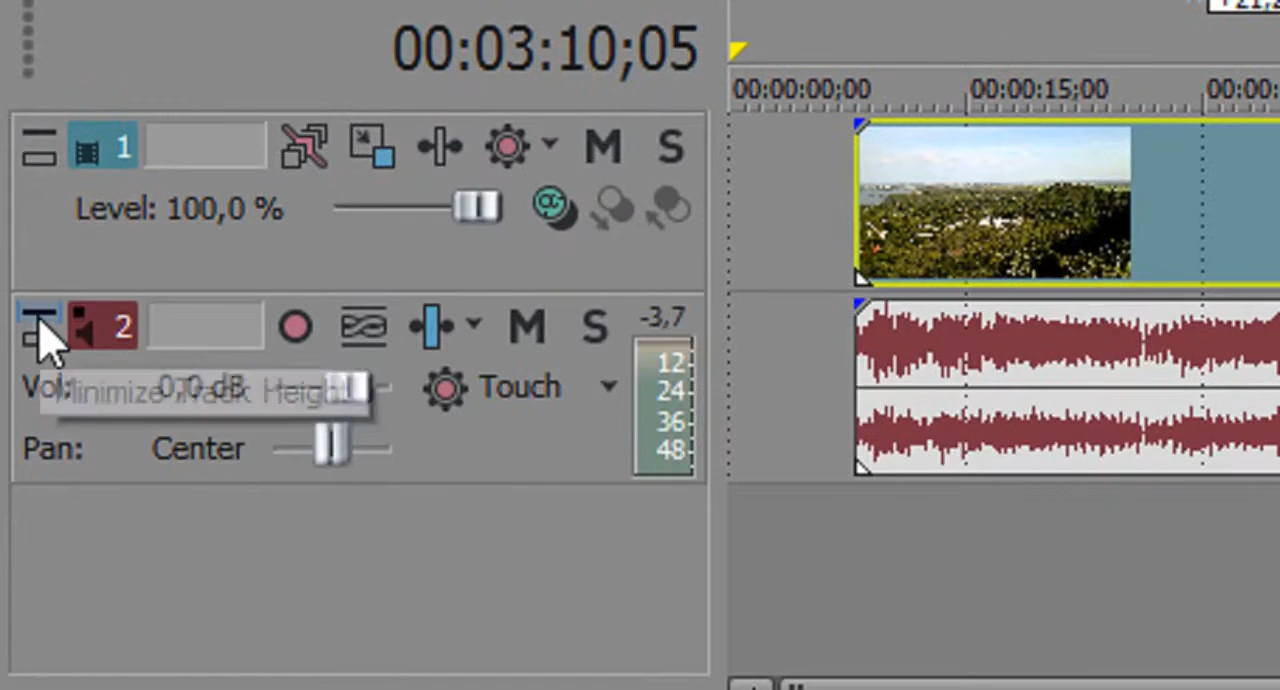 00:03:10;05
00:00:00;00 00:00:15;00 00:00:
1 M S
Level: 100,0 %
2 M S -3,7
12
24
36
48
Vol: 0,0 dB Touch
Minimize Track Height
Pan: Center